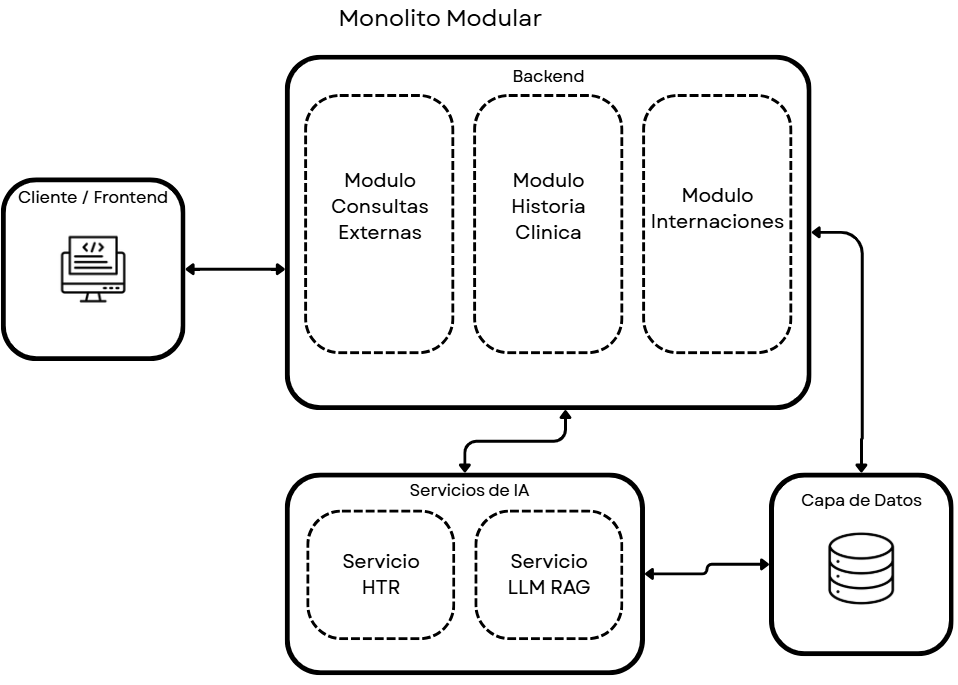 Monolito Modular
Backend
Modulo
Consultas
Externas
Modulo
Historia
Clinica
Modulo
Internaciones
Cliente / Frontend
</>
Servicios de IA
Servicio
HTR
Servicio
LLM RAG
Capa de Datos